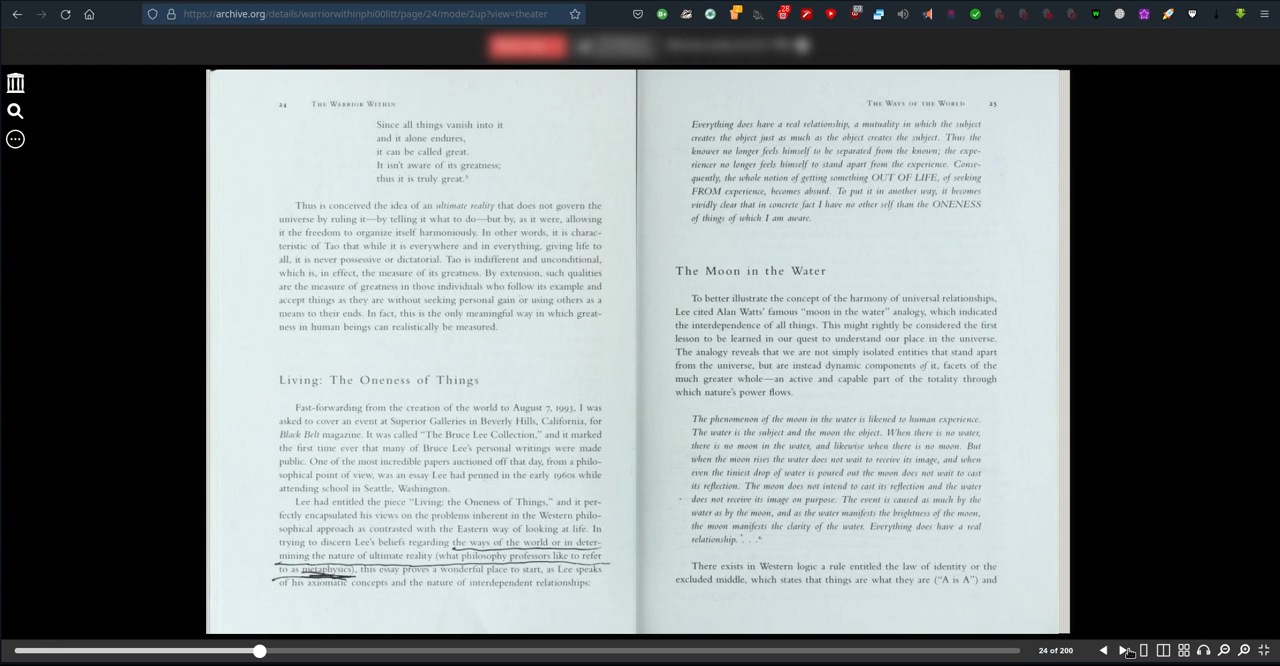 https://archive.org/details/warriorwithinphi00litt/page/24/mode/2up?view=theater
28
69
24 THE WARRIOR WITHIN
Since all things vanish into it
and it alone endures,
it can be called great.
It isn't aware of its greatness;
thus it is truly great.⁵
Thus is conceived the idea of an ultimate reality that does not govern the
universe by ruling it—by telling it what to do—but by, as it were, allowing
it the freedom to organize itself harmoniously. In other words, it is charac-
teristic of Tao that while it is everywhere and in everything, giving life to
all, it is never possessive or dictatorial. Tao is indifferent and unconditional,
which is, in effect, the measure of its greatness. By extension, such qualities
are the measure of greatness in those individuals who follow its example and
accept things as they are without seeking personal gain or using others as a
means to their ends. In fact, this is the only meaningful way in which great-
ness in human beings can realistically be measured.
Living: The Oneness of Things
Fast-forwarding from the creation of the world to August 7, 1993, I was
asked to cover an event at Superior Galleries in Beverly Hills, California, for
Black Belt magazine. It was called “The Bruce Lee Collection,” and it marked
the first time ever that many of Bruce Lee's personal writings were made
public. One of the most incredible papers auctioned off that day, from a philo-
sophical point of view, was an essay Lee had penned in the early 1960s while
attending school in Seattle, Washington.
Lee had entitled the piece “Living: the Oneness of Things,” and it per-
fectly encapsulated his views on the problems inherent in the Western philo-
sophical approach as contrasted with the Eastern way of looking at life. In
trying to discern Lee's beliefs regarding the ways of the world or in deter-
mining the nature of ultimate reality (what philosophy professors like to refer
to as metaphysics), this essay proves a wonderful place to start, as Lee speaks
of his axiomatic concepts and the nature of interdependent relationships:
THE WAYS OF THE WORLD 25
Everything does have a real relationship, a mutuality in which the subject
creates the object just as much as the object creates the subject. Thus the
knower no longer feels himself to be separated from the known; the expe-
riencer no longer feels himself to stand apart from the experience. Conse-
quently, the whole notion of getting something OUT OF LIFE, of seeking
FROM experience, becomes absurd. To put it in another way, it becomes
vividly clear that in concrete fact I have no other self than the ONENESS
of things of which I am aware.
The Moon in the Water
To better illustrate the concept of the harmony of universal relationships,
Lee cited Alan Watts' famous “moon in the water” analogy, which indicated
the interdependence of all things. This might rightly be considered the first
lesson to be learned in our quest to understand our place in the universe.
The analogy reveals that we are not simply isolated entities that stand apart
from the universe, but are instead dynamic components of it, facets of the
much greater whole—an active and capable part of the totality through
which nature's power flows.
The phenomenon of the moon in the water is likened to human experience.
The water is the subject and the moon the object. When there is no water,
there is no moon in the water, and likewise when there is no moon. But
when the moon rises the water does not wait to receive its image, and when
even the tiniest drop of water is poured out the moon does not wait to cast
its reflection. The moon does not intend to cast its reflection and the water
does not receive its image on purpose. The event is caused as much by the
water as by the moon, and as the water manifests the brightness of the moon,
the moon manifests the clarity of the water. Everything does have a real
relationship. . . .⁶
There exists in Western logic a rule entitled the law of identity or the
excluded middle, which states that things are what they are (“A is A”) and
24 of 200